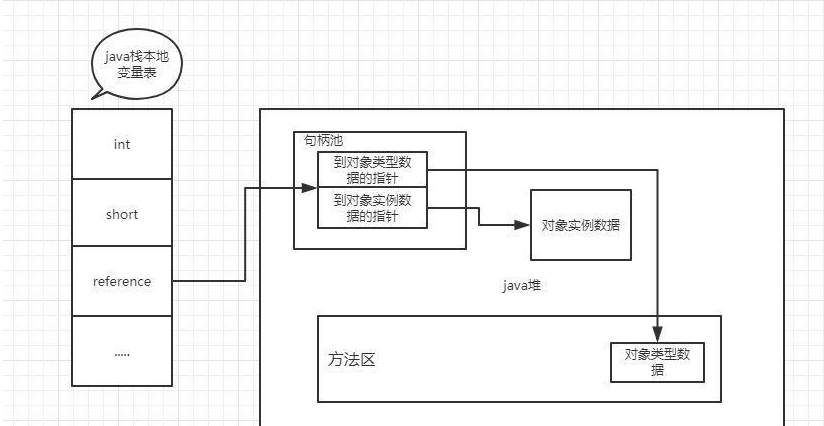 java栈本地
变量表
int
short
reference
.....
句柄池
到对象类型数
据的指针
到对象实例数
据的指针
对象实例数据
java堆
方法区
对象类型数
据